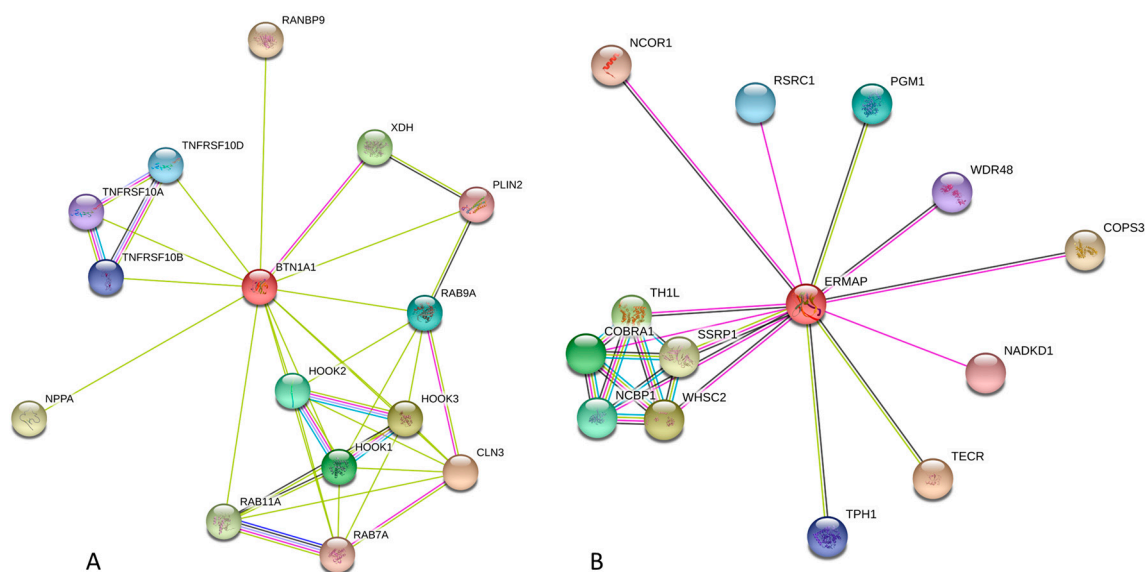 RANBP9
XDH
TNFRSF10D
TNFRSF10A
PLIN2
TNFRSF10B
BTN1A1
RAB9A
HOOK2
HOOK3
NPPA
HOOK1
CLN3
RAB11A
RAB7A
A
NCOR1
RSRC1
PGM1
WDR48
COPS3
ERMAP
TH1L
COBRA1
SSRP1
NADKD1
NCBP1
WHSC2
TECR
TPH1
B